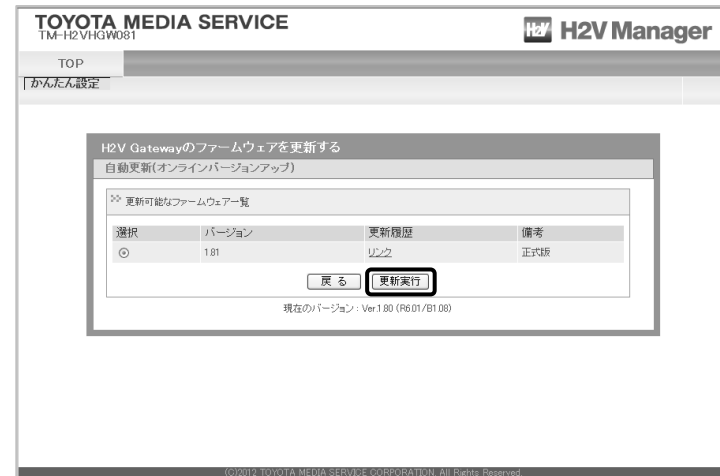 TOYOTA MEDIA SERVICE
TM-H2VHGW081
H2V H2V Manager
TOP
かんたん設定
H2V Gatewayのファームウェアを更新する
自動更新(オンラインバージョンアップ)
更新可能なファームウェアー覧
選択 バージョン 更新履歴 備考
1.81 リンク 正式版
戻る 更新実行
現在のバージョン : Ver.1.80 (R6.01/B1.08)
(C)2012 TOYOTA MEDIA SERVICE CORPORATION, All Rights Reserved.